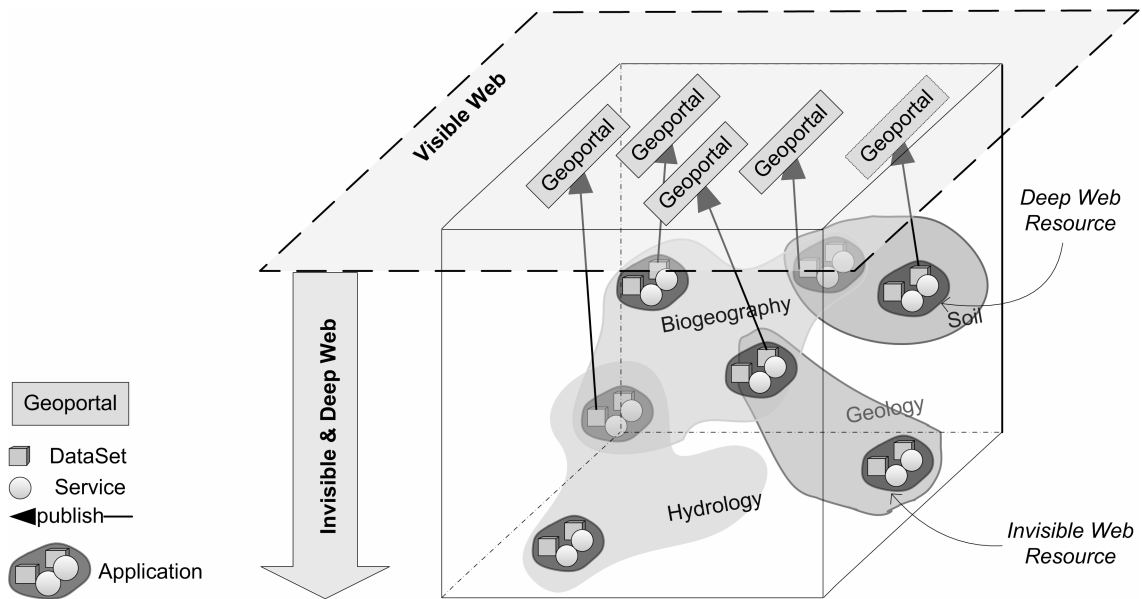 Visible Web
Geoportal
Geoportal
Geoportal
Geoportal
Geoportal
Deep Web
Resource
Biogeography
Soil
Invisible & Deep Web
Geoportal
Geology
DataSet
Service
publish
Hydrology
Invisible Web
Resource
Application